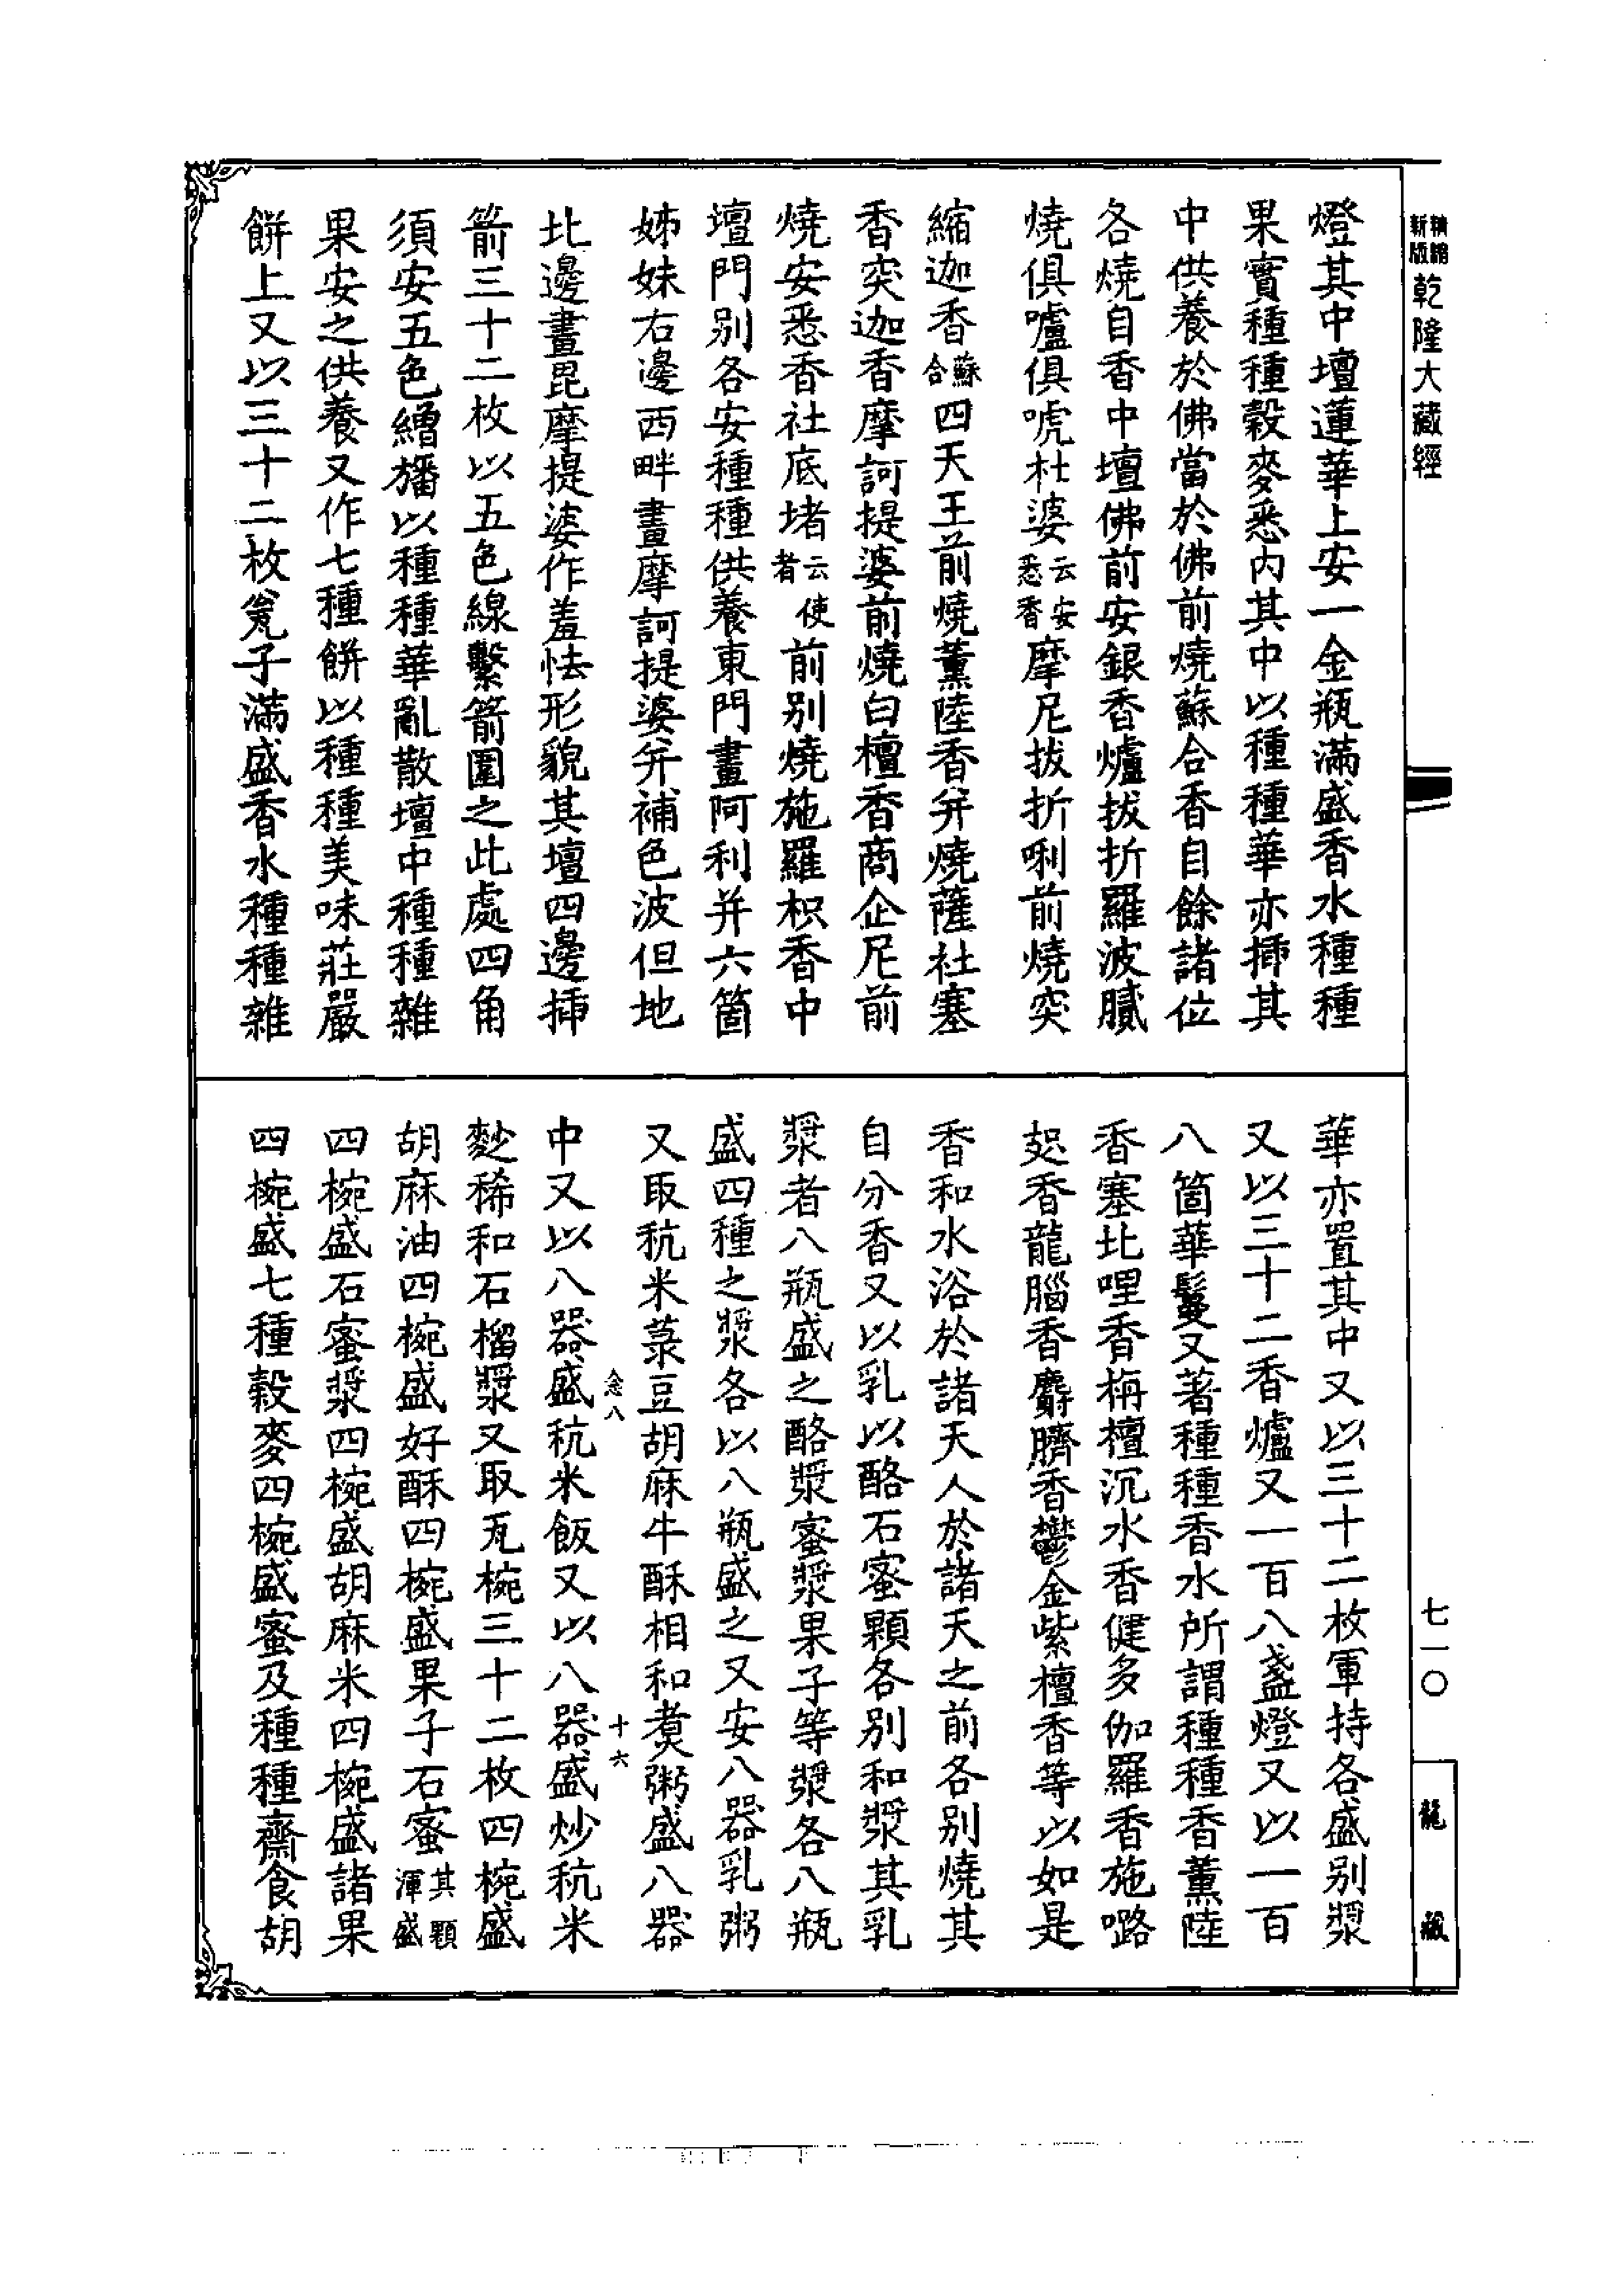 新版
精縮
乾隆大藏經
燈其中壇蓮華上安一金瓶滿盛香水種種
果實種種穀麥悉內其中以種種華亦揷其
中供養於佛當於佛前燒蘇合香自餘諸位
各燒自香中壇佛前安銀香爐拔折羅波膩
燒俱嚧俱唬杜婆云安悉香摩尼拔折唎前燒突
縮迦香蘇合四天王前燒薰陸香并燒薩社塞
香突迦香摩訶提婆前燒白檀香商企尼前
燒安悉香社底堵云使者前別燒施羅枳香中
壇門別各安種種供養東門畫阿利并六箇
姊妹右邊西畔畫摩訶提婆并補色波但地
北邊畫毘摩提婆作羞怯形貌其壇四邊揷
箭三十二枚以五色線繫箭圍之此處四角
須安五色繒旛以種種華亂散壇中種種雜
果安之供養又作七種餅以種種美味莊嚴
餅上又以三十二枚瓮子滿盛香水種種雜
華亦置其中又以三十二枚軍持各盛別漿
又以三十二香爐又一百八盞燈又以一百
八箇華鬘又著種種香水所謂種種香薰陸
香塞北哩香栴檀沉水香健多伽羅香施㗨
䞘香龍腦香麝臍香鬱金紫檀香等以如是
香和水浴於諸天人於諸天之前各別燒其
自分香又以乳以酪石蜜顆各別和漿其乳
漿者八瓶盛之酪漿蜜漿果子等漿各八瓶
盛四種之漿各以八瓶盛之又安八器乳粥
又取秔米菉豆胡麻牛酥相和煑粥盛八器
念八
十六
中又以八器盛秔米飯又以八器盛炒秔米
麨稀和石榴漿又取瓦椀三十二枚四椀盛
胡麻油四椀盛好酥四椀盛果子石蜜其顆渾盛
四椀盛石蜜漿四椀盛胡麻米四椀盛諸果
四椀盛七種穀麥四椀盛蜜及種種齋食胡
七一〇
龍藏